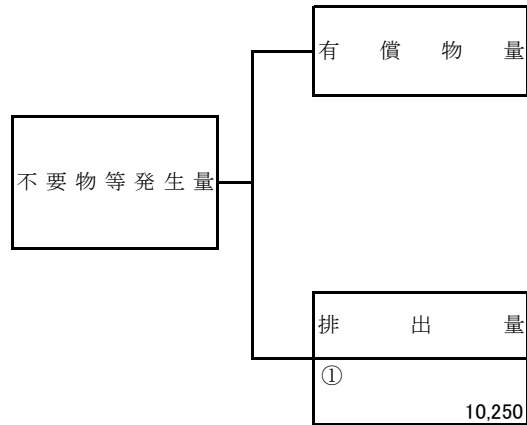 有償物量
不要物等発生量
排出量
①
10,250